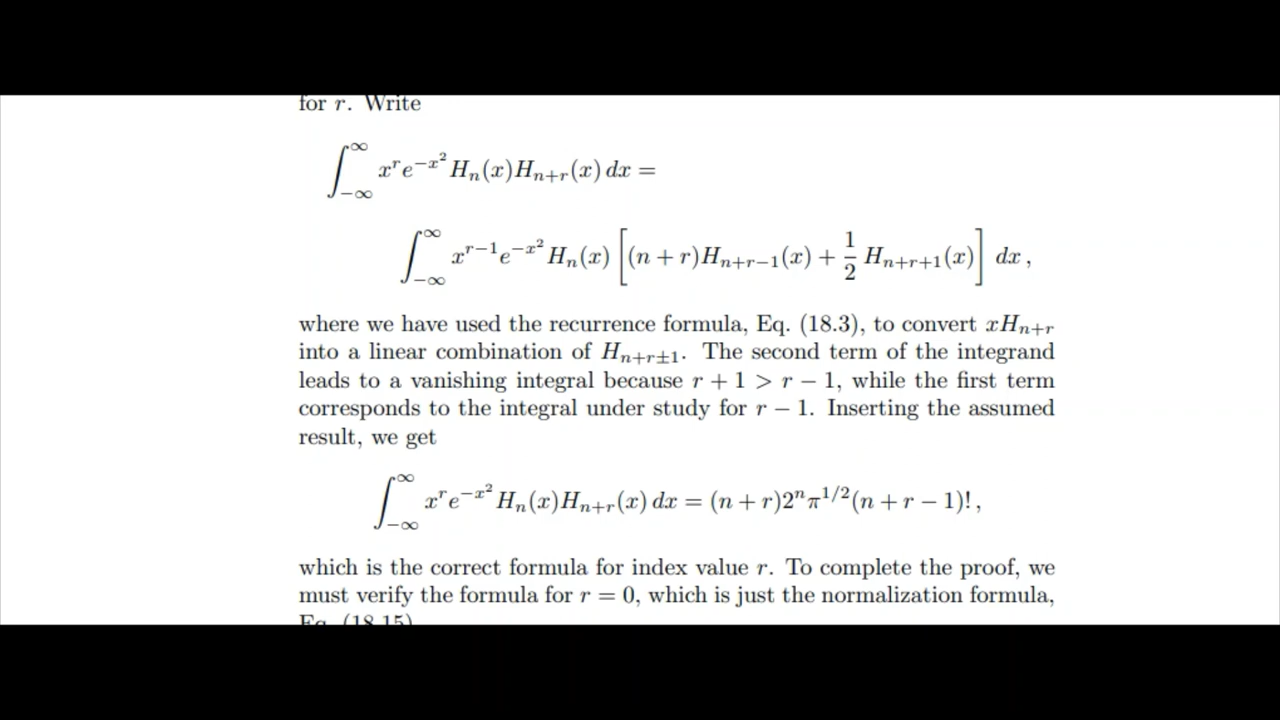 for r. Write
∫_{-∞}^{∞} x^r e^{-x^2} H_n(x)H_{n+r}(x) dx =
∫_{-∞}^{∞} x^{r-1} e^{-x^2} H_n(x) [(n + r)H_{n+r-1}(x) + \frac{1}{2} H_{n+r+1}(x)] dx ,
where we have used the recurrence formula, Eq. (18.3), to convert xH_{n+r}
into a linear combination of H_{n+r±1}. The second term of the integrand
leads to a vanishing integral because r + 1 > r − 1, while the first term
corresponds to the integral under study for r − 1. Inserting the assumed
result, we get
∫_{-∞}^{∞} x^r e^{-x^2} H_n(x)H_{n+r}(x) dx = (n + r)2^n π^{1/2}(n + r − 1)! ,
which is the correct formula for index value r. To complete the proof, we
must verify the formula for r = 0, which is just the normalization formula,
Eq. (18.15)